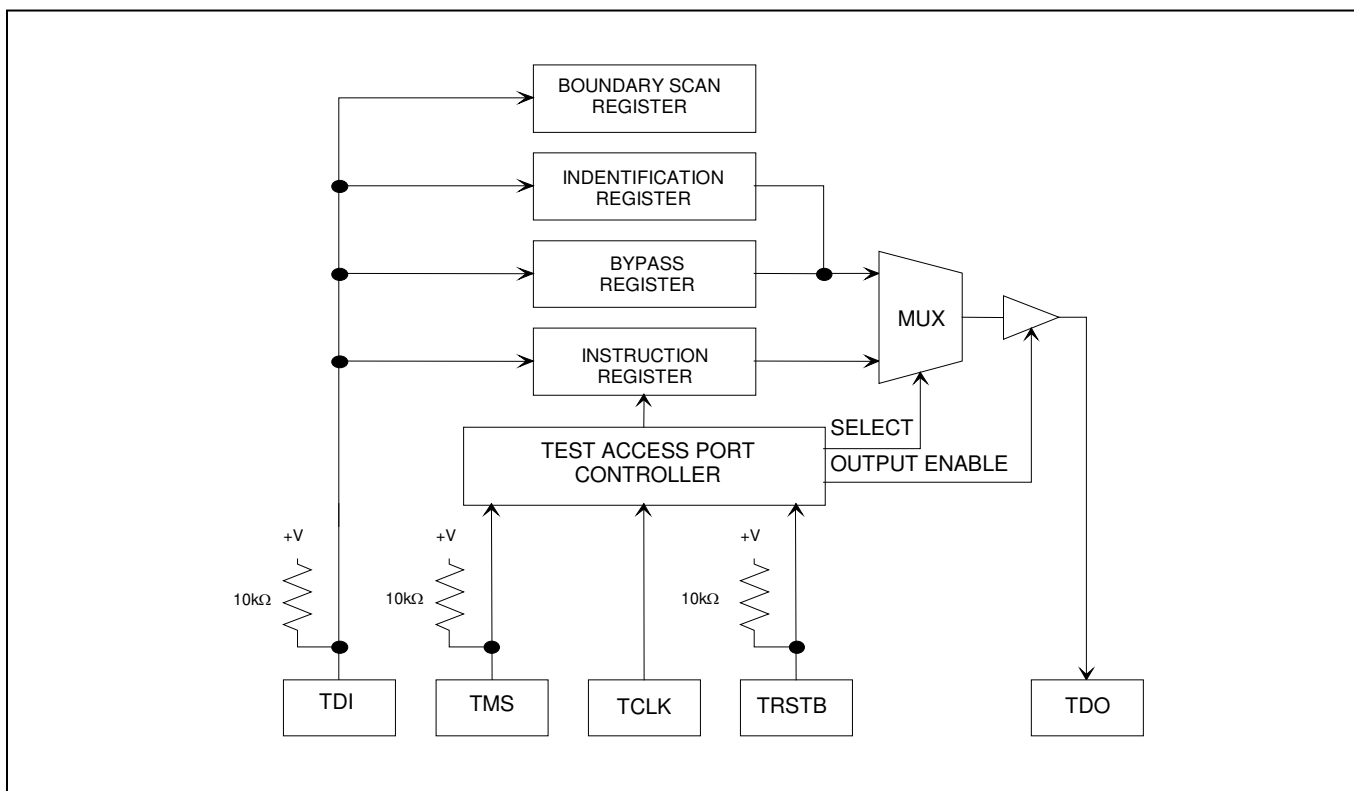 BOUNDARY SCAN
REGISTER
INDENTIFICATION
REGISTER
BYPASS
REGISTER
INSTRUCTION
REGISTER
MUX
TEST ACCESS PORT
CONTROLLER
SELECT
OUTPUT ENABLE
+V
+V
+V
10kΩ
10kΩ
10kΩ
TDI
TMS
TCLK
TRSTB
TDO